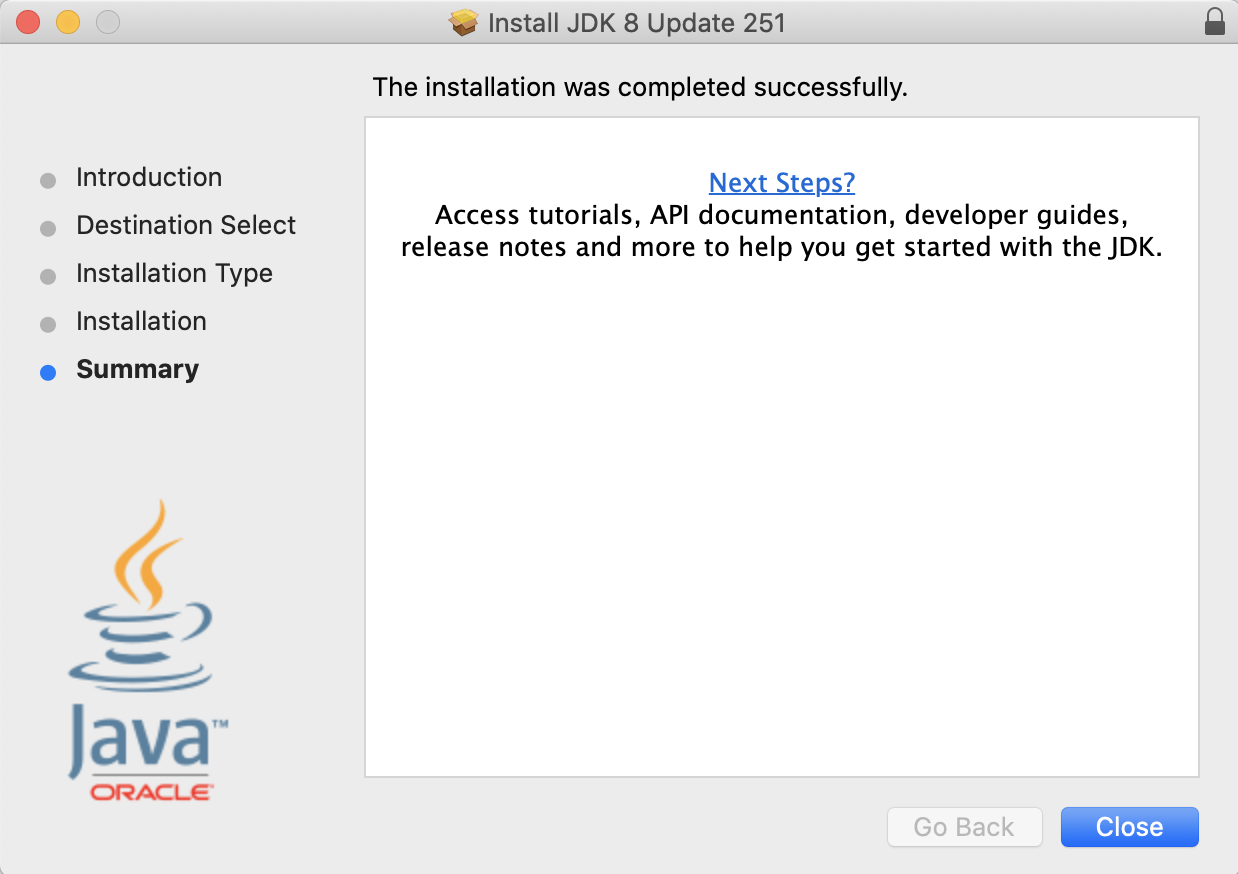 Install JDK 8 Update 251
The installation was completed successfully.
Introduction
Destination Select
Installation Type
Installation
Summary
Next Steps?
Access tutorials, API documentation, developer guides,
release notes and more to help you get started with the JDK.
Java™
ORACLE®
Go Back
Close